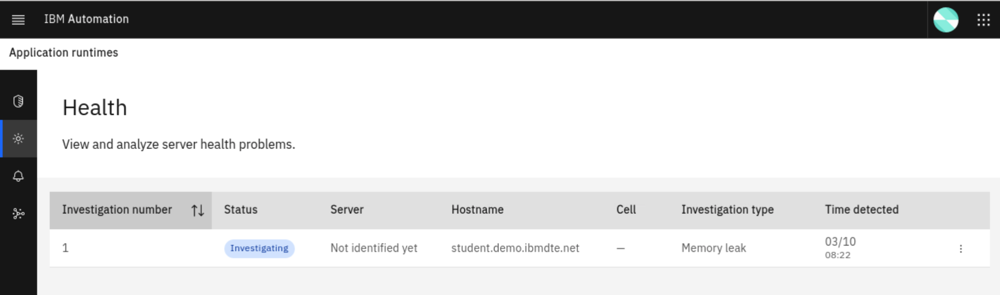 IBM Automation
Application runtimes
Health
View and analyze server health problems.
Investigation number Status Server Hostname Cell Investigation type Time detected
1 Investigating Not identified yet student.demo.ibmdte.net — Memory leak 03/10
08:22